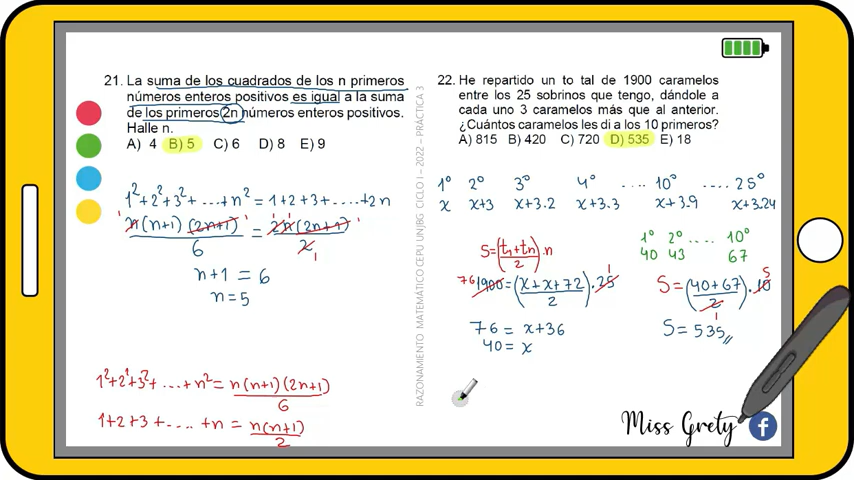 21. La suma de los cuadrados de los n primeros
números enteros positivos es igual a la suma
de los primeros 2n números enteros positivos.
Halle n.
A) 4 B) 5 C) 6 D) 8 E) 9
1²+2²+3²+ ...+n² = 1+2+3+.....+2n
n(n+1)(2n+1)/6 = 2n(2n+1)/2
n+1 = 6
n=5
1²+2²+3²+ ...+n² = n(n+1)(2n+1)/6
1+2+3+.....+n = n(n+1)/2
RAZONAMIENTO MATEMÁTICO CEPU UNJBG CICLO I - 2022 – PRÁCTICA 3
22. He repartido un to tal de 1900 caramelos
entre los 25 sobrinos que tengo, dándole a
cada uno 3 caramelos más que al anterior.
¿Cuántos caramelos les di a los 10 primeros?
A) 815 B) 420 C) 720 D) 535 E) 18
1° 2° 3° 4° .... 10° .... 25°
x x+3 x+3.2 x+3.3 x+3.9 x+3.24
S=(t1+tn/2).n
76 1900=(x+x+72/2).25 1
76 = x+36
40 = x
1° 2° .... 10°
40 43 67
S=(40+67/2).10 5
1
S= 535
Miss Grety
f